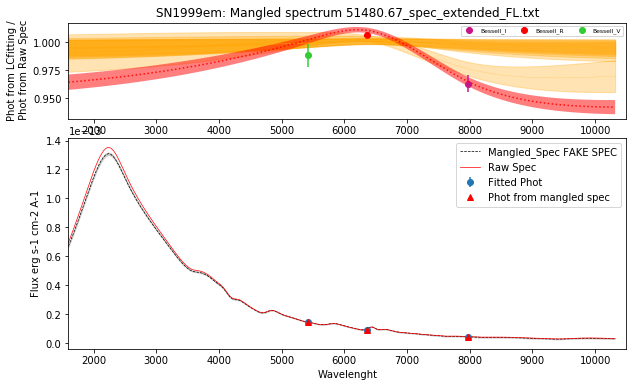 SN1999em: Mangled spectrum 51480.67_spec_extended_FL.txt
Phot from LCfitting /
Phot from Raw Spec
1.000
0.975
0.950
Bessell_I
Bessell_R
Bessell_V
2000 3000 4000 5000 6000 7000 8000 9000 10000
1e−13
Flux erg s-1 cm-2 A-1
1.4
1.2
1.0
0.8
0.6
0.4
0.2
0.0
Mangled_Spec FAKE SPEC
Raw Spec
Fitted Phot
Phot from mangled spec
2000 3000 4000 5000 6000 7000 8000 9000 10000
Wavelenght